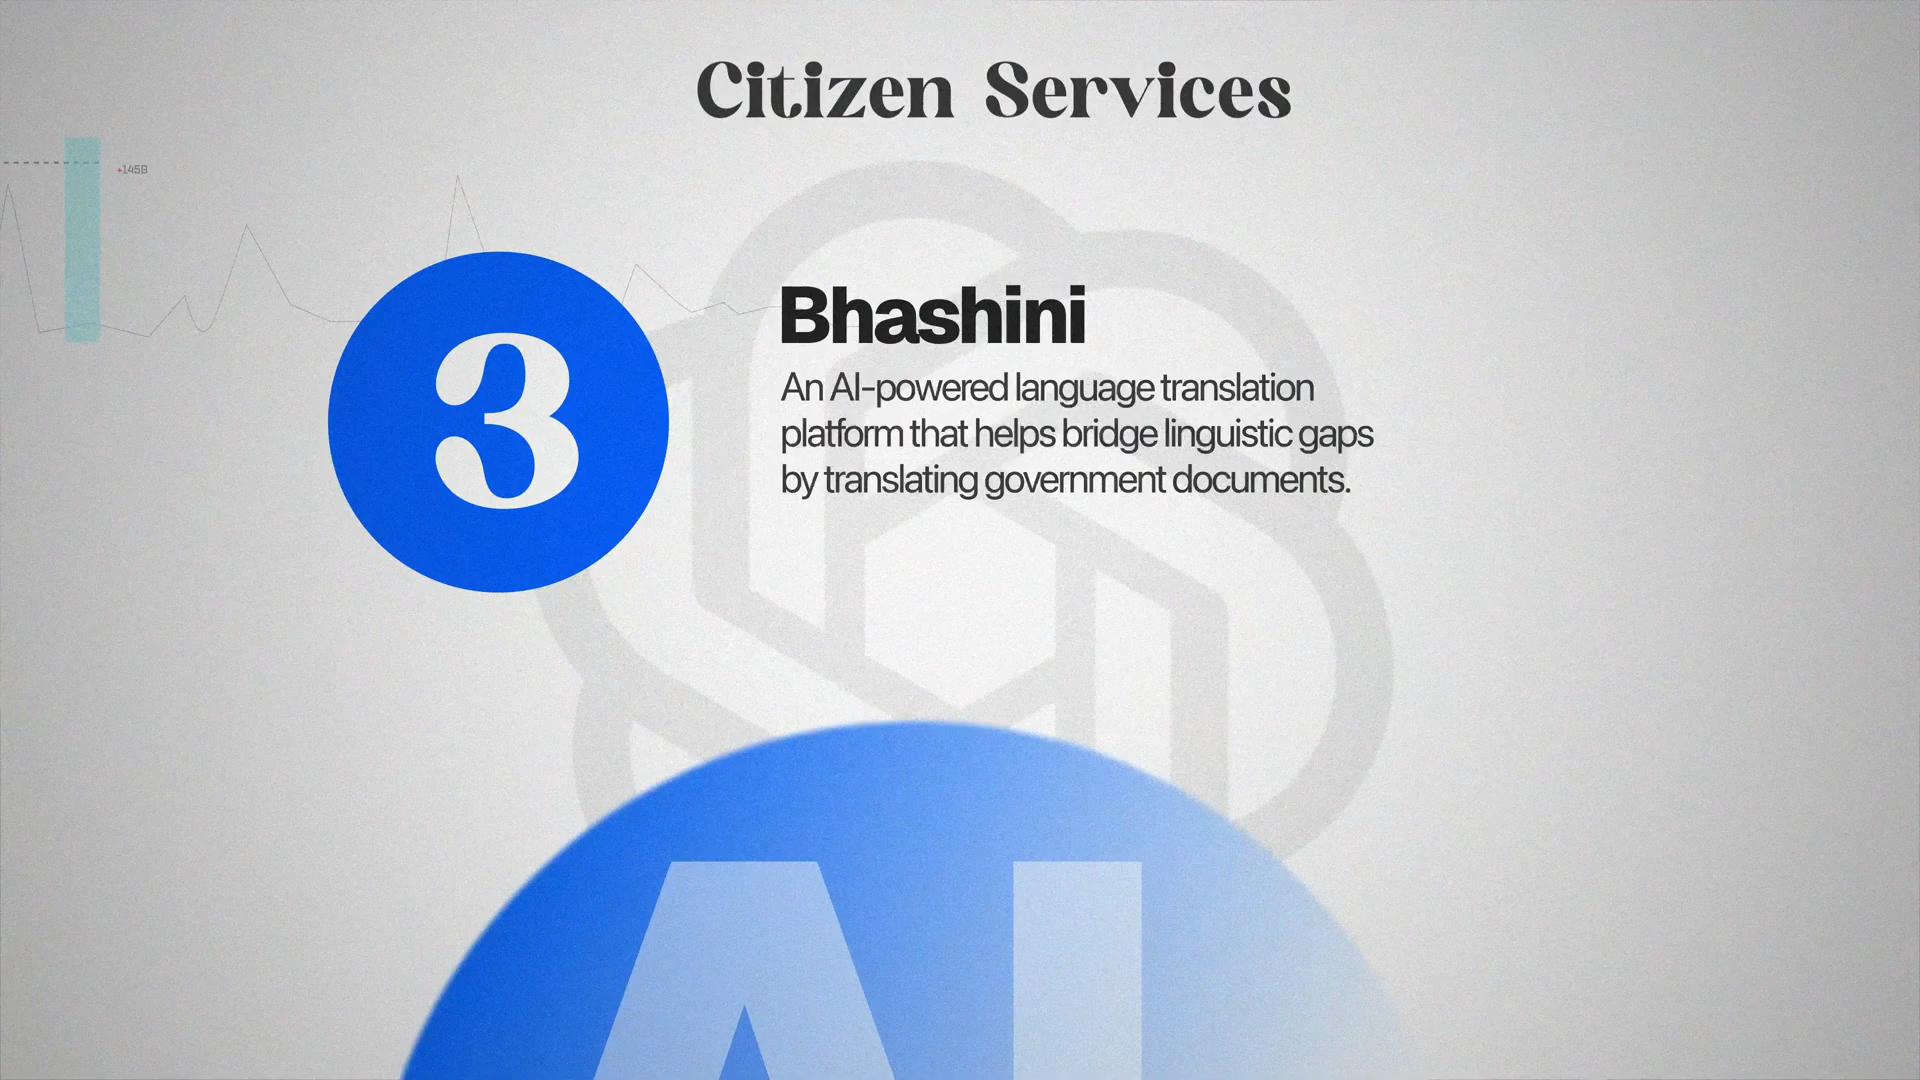 Citizen Services
+145B
3
Bhashini
An AI-powered language translation
platform that helps bridge linguistic gaps
by translating government documents.
AI